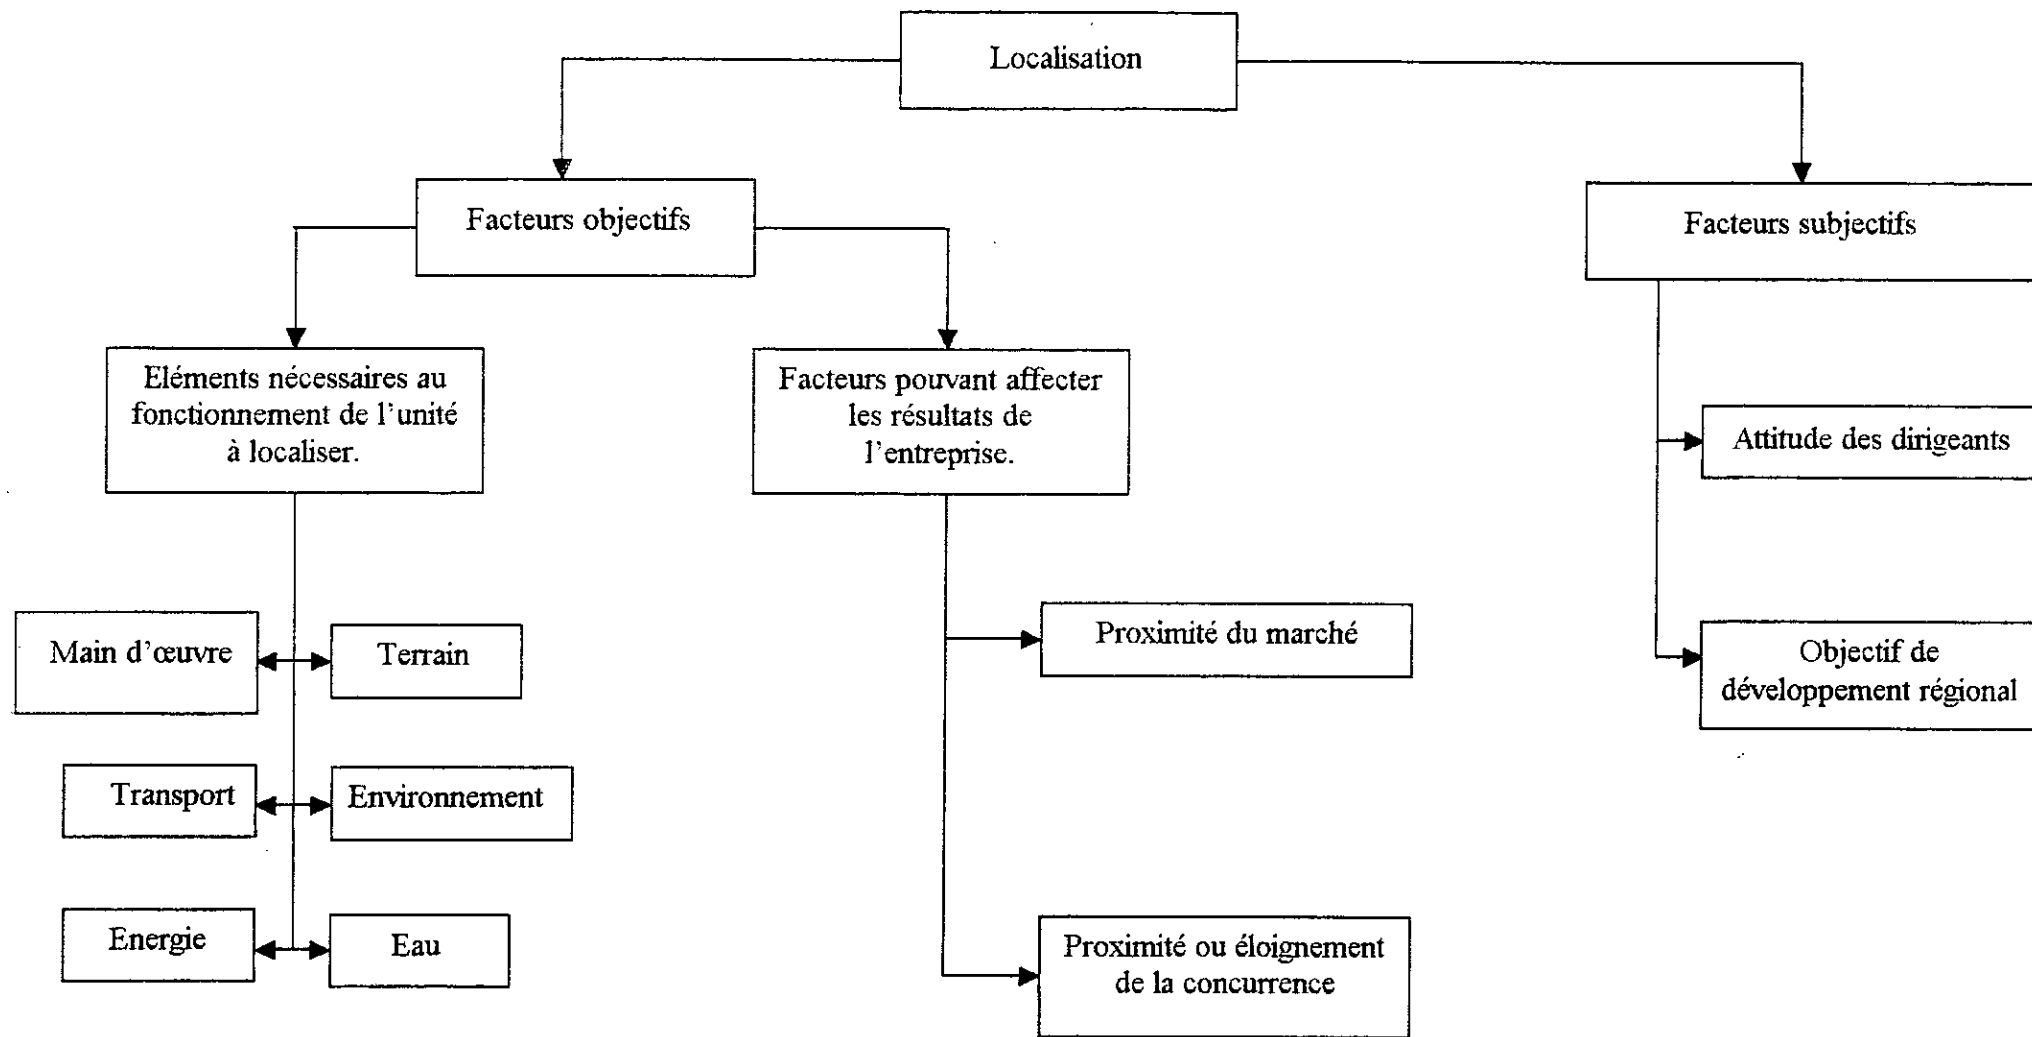 Localisation
Facteurs objectifs
Facteurs subjectifs
Eléments nécessaires au
fonctionnement de l'unité
à localiser.
Facteurs pouvant affecter
les résultats de
l'entreprise.
Attitude des dirigeants
Main d'œuvre
Terrain
Proximité du marché
Objectif de
développement régional
Transport
Environnement
Energie
Eau
Proximité ou éloignement
de la concurrence